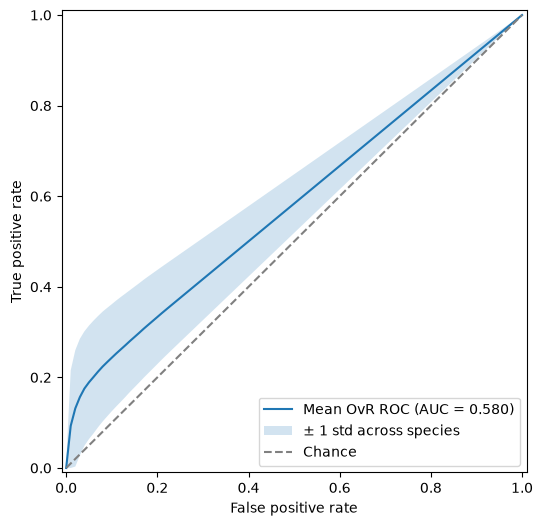 1.0
0.8
0.6
0.4
0.2
0.0
True positive rate
0.0
0.2
0.4
0.6
0.8
1.0
False positive rate
Mean OvR ROC (AUC = 0.580)
± 1 std across species
Chance